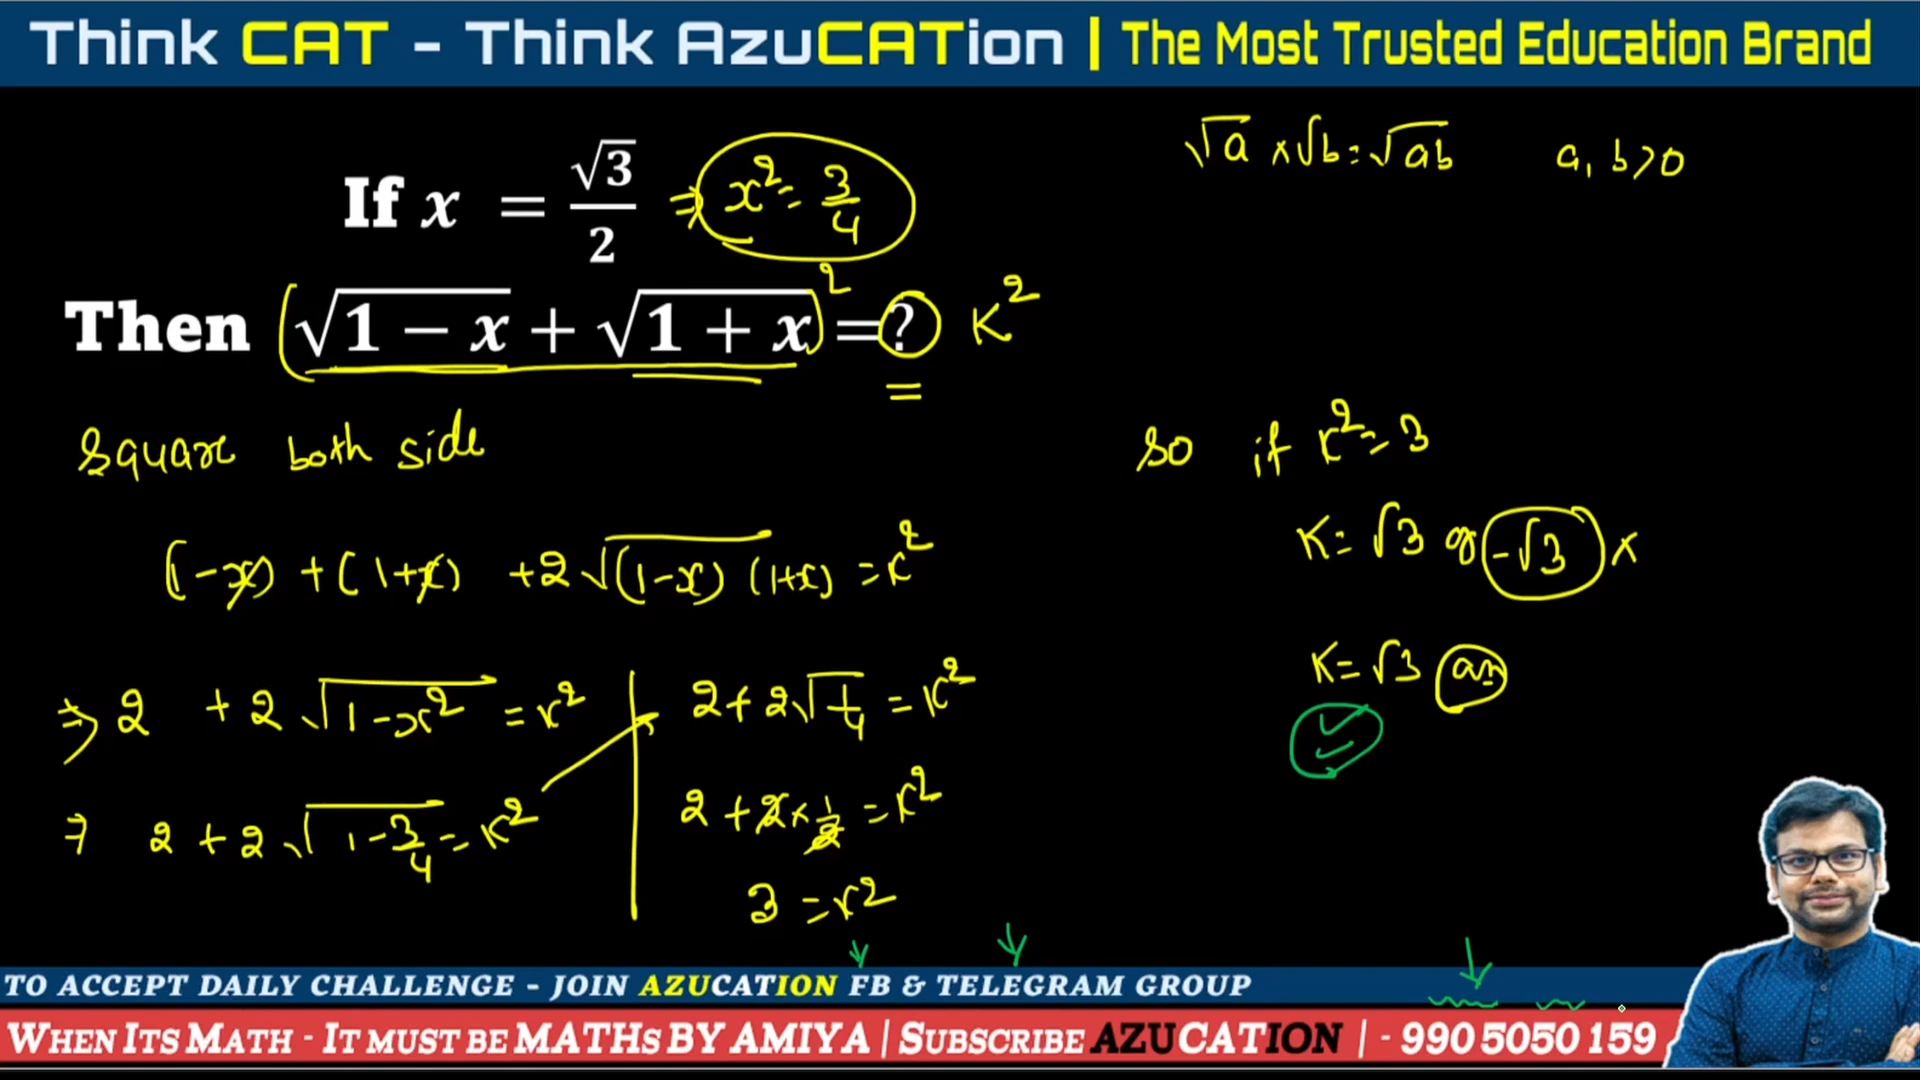 Think CAT - Think AzuCATion | The Most Trusted Education Brand
If x = √3/2 ⇒ x² = 3/4
√a × √b = √ab a, b > 0
Then (√1 − x + √1 + x)² = ? K²
=
Square both side
(1-x) + (1+x) + 2√(1-x)(1+x) = K²
⇒ 2 + 2√1-x² = K²
⇒ 2 + 2√1-3/4 = K²
2 + 2√1/4 = K²
2 + 2 × 1/2 = K²
3 = K²
So if K² = 3
K = √3 or -√3 ×
K = √3 an
TO ACCEPT DAILY CHALLENGE - JOIN AZUCATION FB & TELEGRAM GROUP
WHEN ITS MATH - IT MUST BE MATHS BY AMIYA | SUBSCRIBE AZUCATION | - 990 5050 159